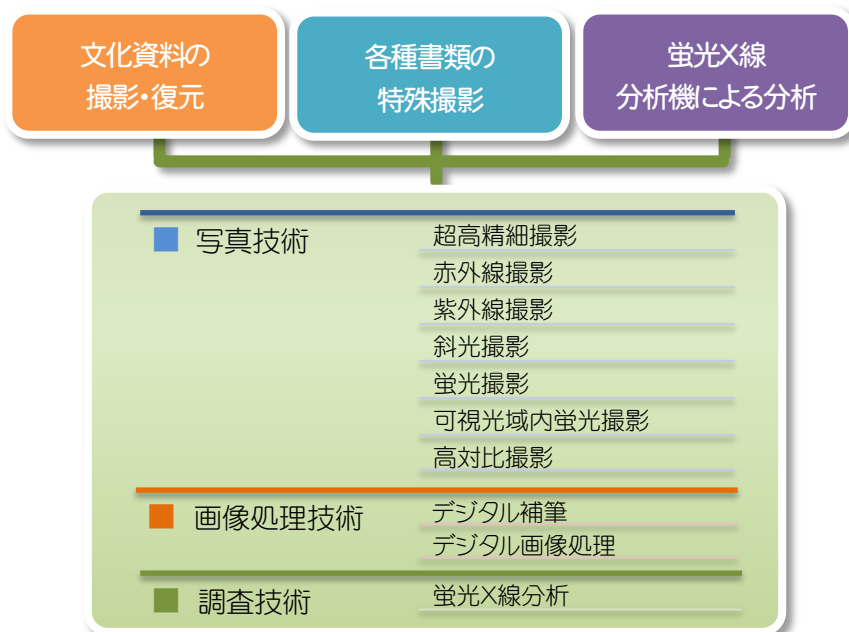 文化資料の
撮影・復元
各種書類の
特殊撮影
蛍光X線
分析機による分析
写真技術
超高精細撮影
赤外線撮影
紫外線撮影
斜光撮影
蛍光撮影
可視光域内蛍光撮影
高対比撮影
画像処理技術
デジタル補筆
デジタル画像処理
調査技術
蛍光X線分析